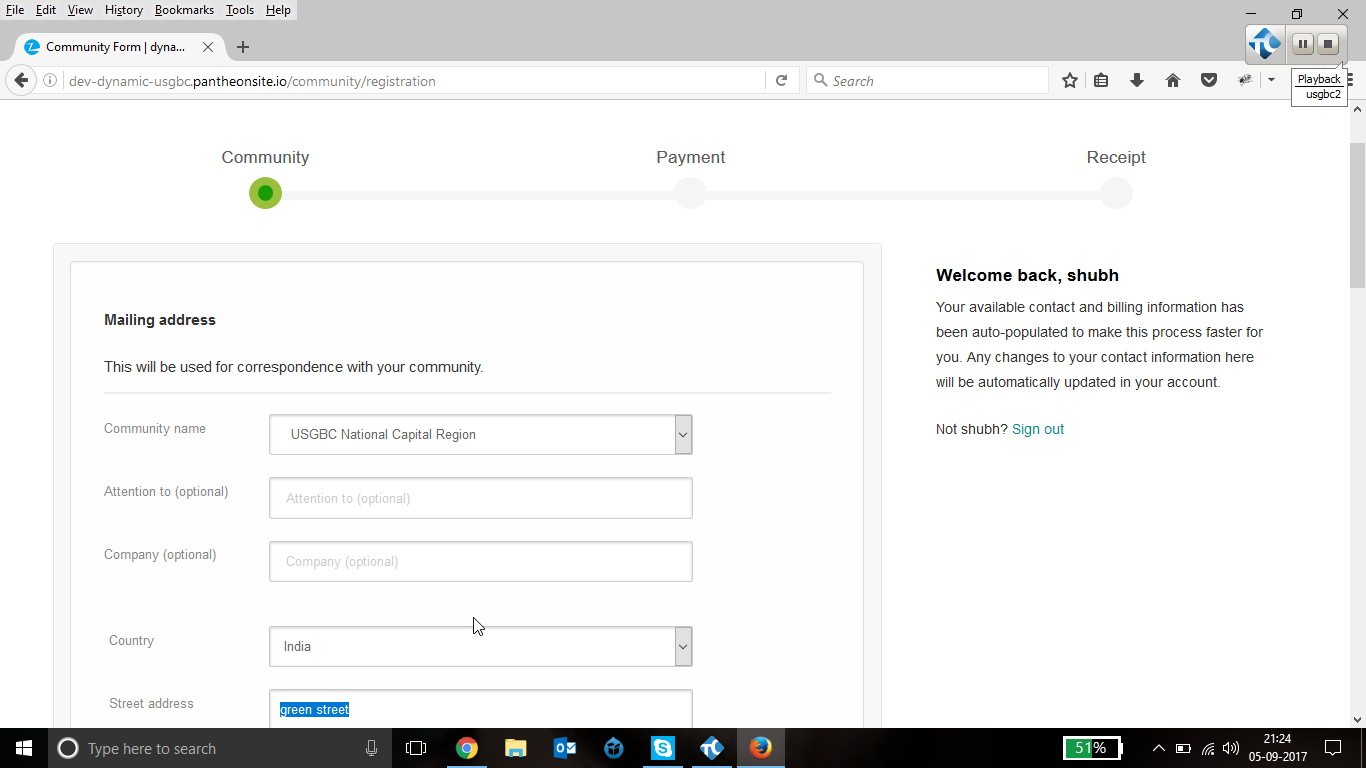 File Edit View History Bookmarks Tools Help
Community Form | dyna...
dev-dynamic-usgbc.pantheonsite.io/community/registration
Search
Playback
usgbc2
Community
Payment
Receipt
Mailing address
This will be used for correspondence with your community.
Community name
USGBC National Capital Region
Attention to (optional)
Attention to (optional)
Company (optional)
Company (optional)
Country
India
Street address
green street
Welcome back, shubh
Your available contact and billing information has
been auto-populated to make this process faster for
you. Any changes to your contact information here
will be automatically updated in your account.
Not shubh? Sign out
Type here to search
51%
21:24
05-09-2017